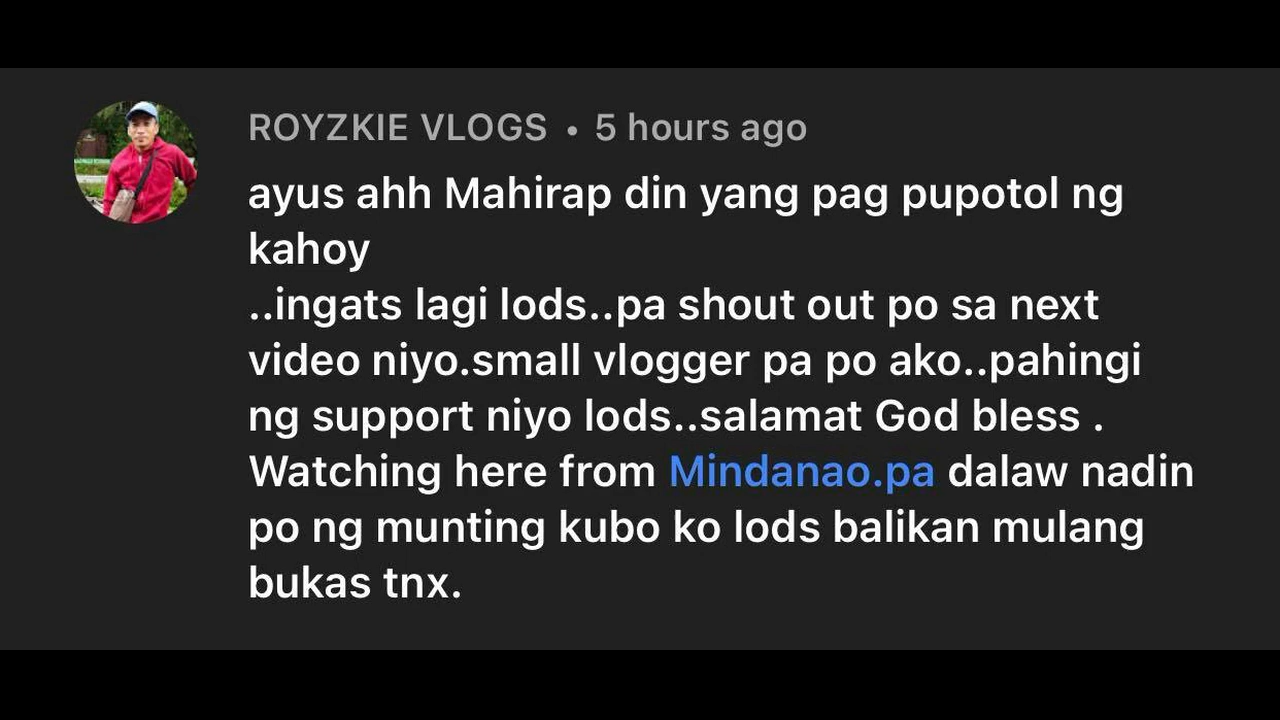 ROYZKIE VLOGS • 5 hours ago
ayus ahh Mahirap din yang pag pupotol ng
kahoy
..ingats lagi lods..pa shout out po sa next
video niyo.small vlogger pa po ako..pahingi
ng support niyo lods..salamat God bless .
Watching here from Mindanao.pa dalaw nadin
po ng munting kubo ko lods balikan mulang
bukas tnx.